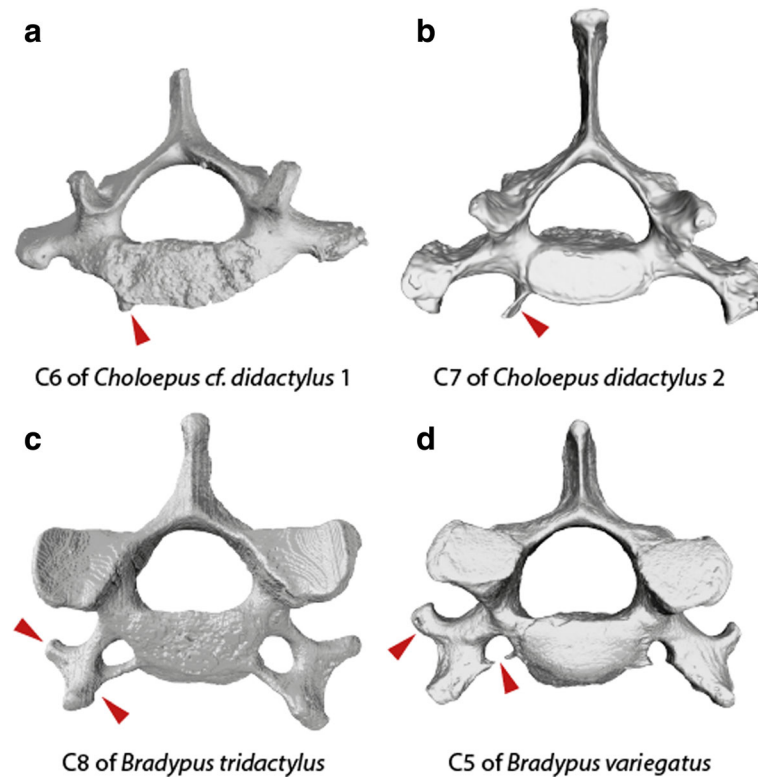 a
b
C6 of Choloepus cf. didactylus 1
C7 of Choloepus didactylus 2
c
d
C8 of Bradypus tridactylus
C5 of Bradypus variegatus